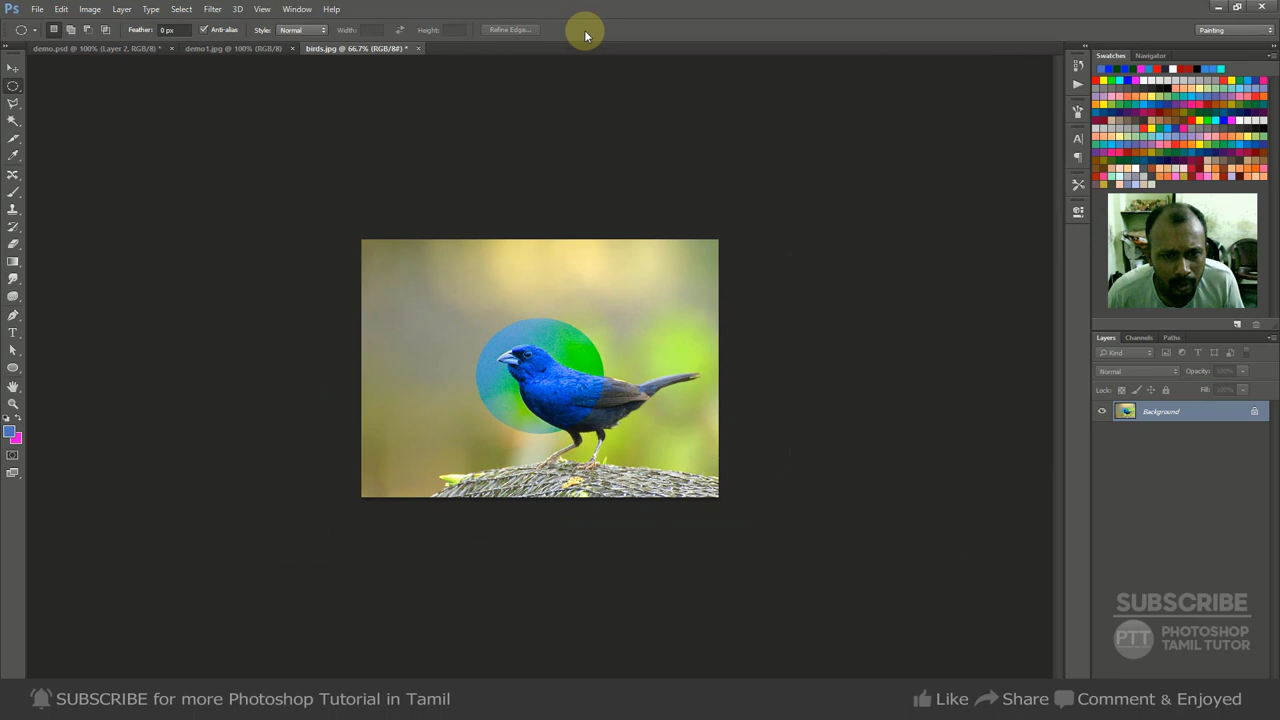 Ps File Edit Image Layer Type Select Filter 3D View Window Help
Feather: 0 px Anti-alias Style: Normal Width: Height: Refine Edge... Painting
demo.psd @ 100% (Layer 2, RGB/8) * × demo1.jpg @ 100% (RGB/8) × birds.jpg @ 66.7% (RGB/8#) * ×
Swatches Navigator
Layers Channels Paths
Kind
Normal Opacity: 100%
Lock: Fill: 100%
Background
SUBSCRIBE
PTT PHOTOSHOP
TAMIL TUTOR
SUBSCRIBE for more Photoshop Tutorial in Tamil Like Share Comment & Enjoyed